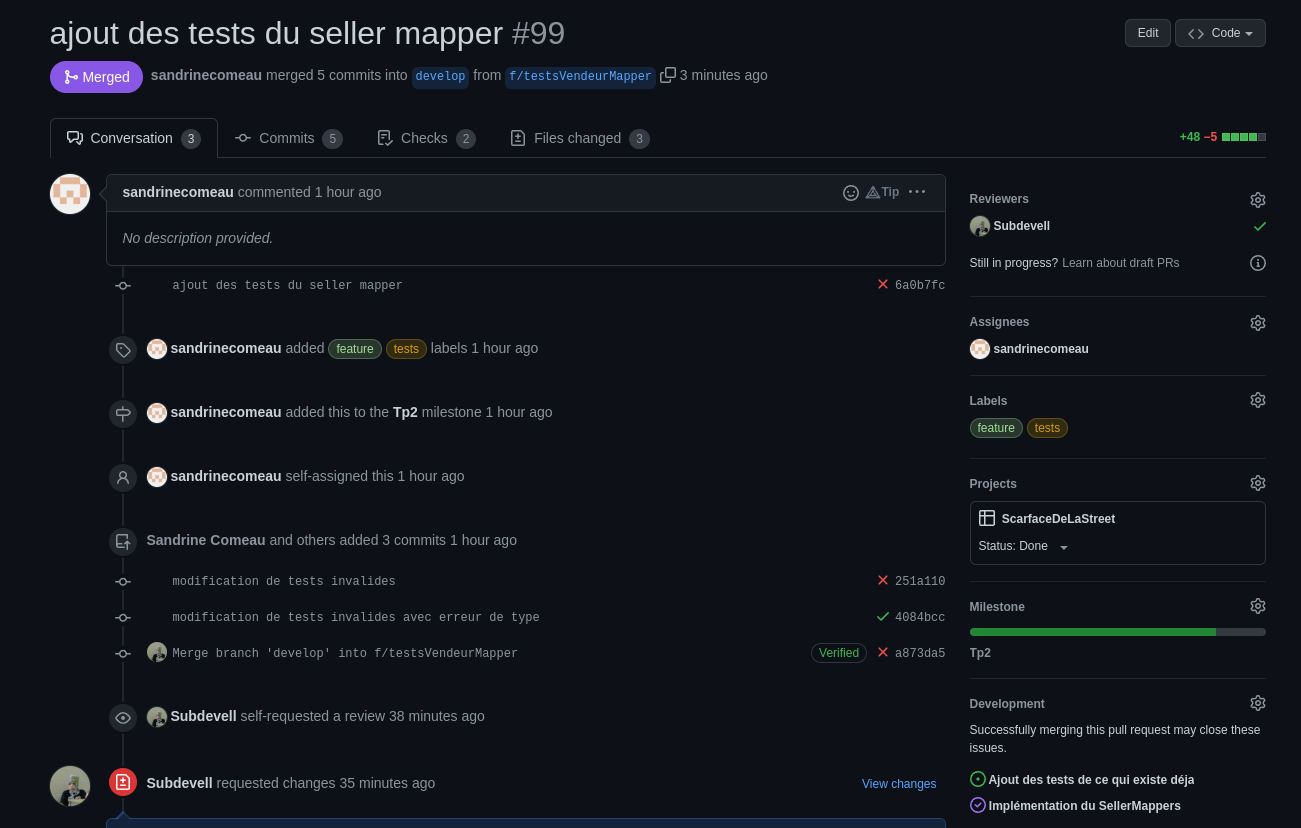 ajout des tests du seller mapper #99
Edit
Code
Merged
sandrinecomeau merged 5 commits into develop from f/testsVendeurMapper 3 minutes ago
Conversation 3
Commits 5
Checks 2
Files changed 3
+48 −5
sandrinecomeau commented 1 hour ago
Tip
No description provided.
ajout des tests du seller mapper 6a0b7fc
sandrinecomeau added feature tests labels 1 hour ago
sandrinecomeau added this to the Tp2 milestone 1 hour ago
sandrinecomeau self-assigned this 1 hour ago
Sandrine Comeau and others added 3 commits 1 hour ago
modification de tests invalides 251a110
modification de tests invalides avec erreur de type 4084bcc
Merge branch 'develop' into f/testsVendeurMapper Verified a873da5
Subdevell self-requested a review 38 minutes ago
Subdevell requested changes 35 minutes ago
View changes
Reviewers
Subdevell
Still in progress? Learn about draft PRs
Assignees
sandrinecomeau
Labels
feature tests
Projects
ScarfaceDeLaStreet
Status: Done
Milestone
Tp2
Development
Successfully merging this pull request may close these
issues.
Ajout des tests de ce qui existe déja
Implémentation du SellerMappers